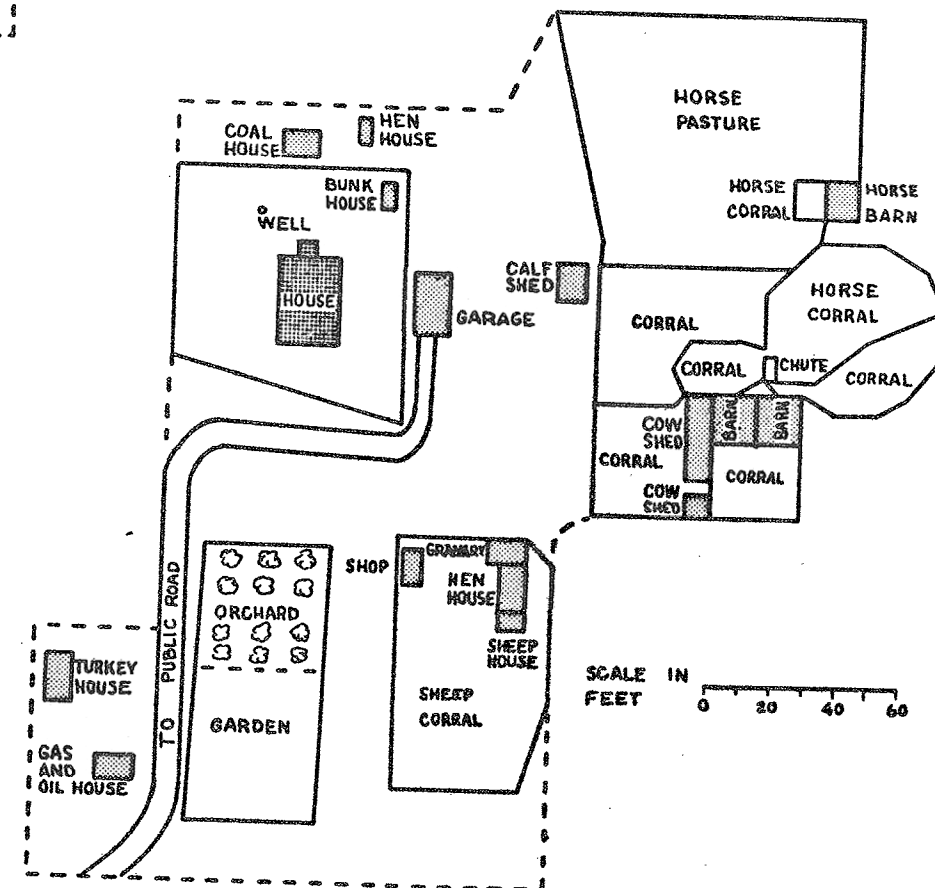 HORSE
PASTURE
COAL
HOUSE
HEN
HOUSE
BUNK
HOUSE
WELL
HOUSE
HORSE
CORRAL
HORSE
BARN
CALF
SHED
GARAGE
CORRAL
HORSE
CORRAL
CORRAL
CHUTE
CORRAL
COW
SHED
BARN
BARN
CORRAL
CORRAL
COW
SHED
SHOP
GRANARY
HEN
HOUSE
SHEEP
HOUSE
SHEEP
CORRAL
ORCHARD
GARDEN
TO PUBLIC ROAD
TURKEY
HOUSE
GAS
AND
OIL HOUSE
SCALE IN
FEET
0 20 40 60